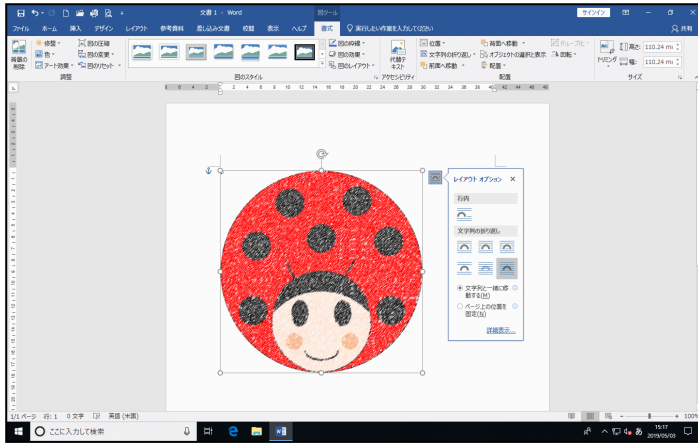 文書 1 - Word
図ツール
サインイン
ファイル ホーム 挿入 デザイン レイアウト 参考資料 差し込み文書 校閲 表示 ヘルプ 書式 実行したい作業を入力してください 共有
背景の削除
修整
色
アート効果
図の圧縮
図の変更
図のリセット
調整
図のスタイル
図の枠線
図の効果
図のレイアウト
代替テキスト
アクセシビリティ
位置
文字列の折り返し
前面へ移動
背面へ移動
オブジェクトの選択と表示
配置
グループ化
回転
配置
トリミング
高さ: 110.24 mi
幅: 110.24 mi
サイズ
レイアウト オプション
行内
文字列の折り返し
文字列と一緒に移動する(M)
ページ上の位置を固定(N)
詳細表示...
1/1 ページ 行: 1 0 文字 英語 (米国)
100%
ここに入力して検索
あ
15:17
2019/05/03